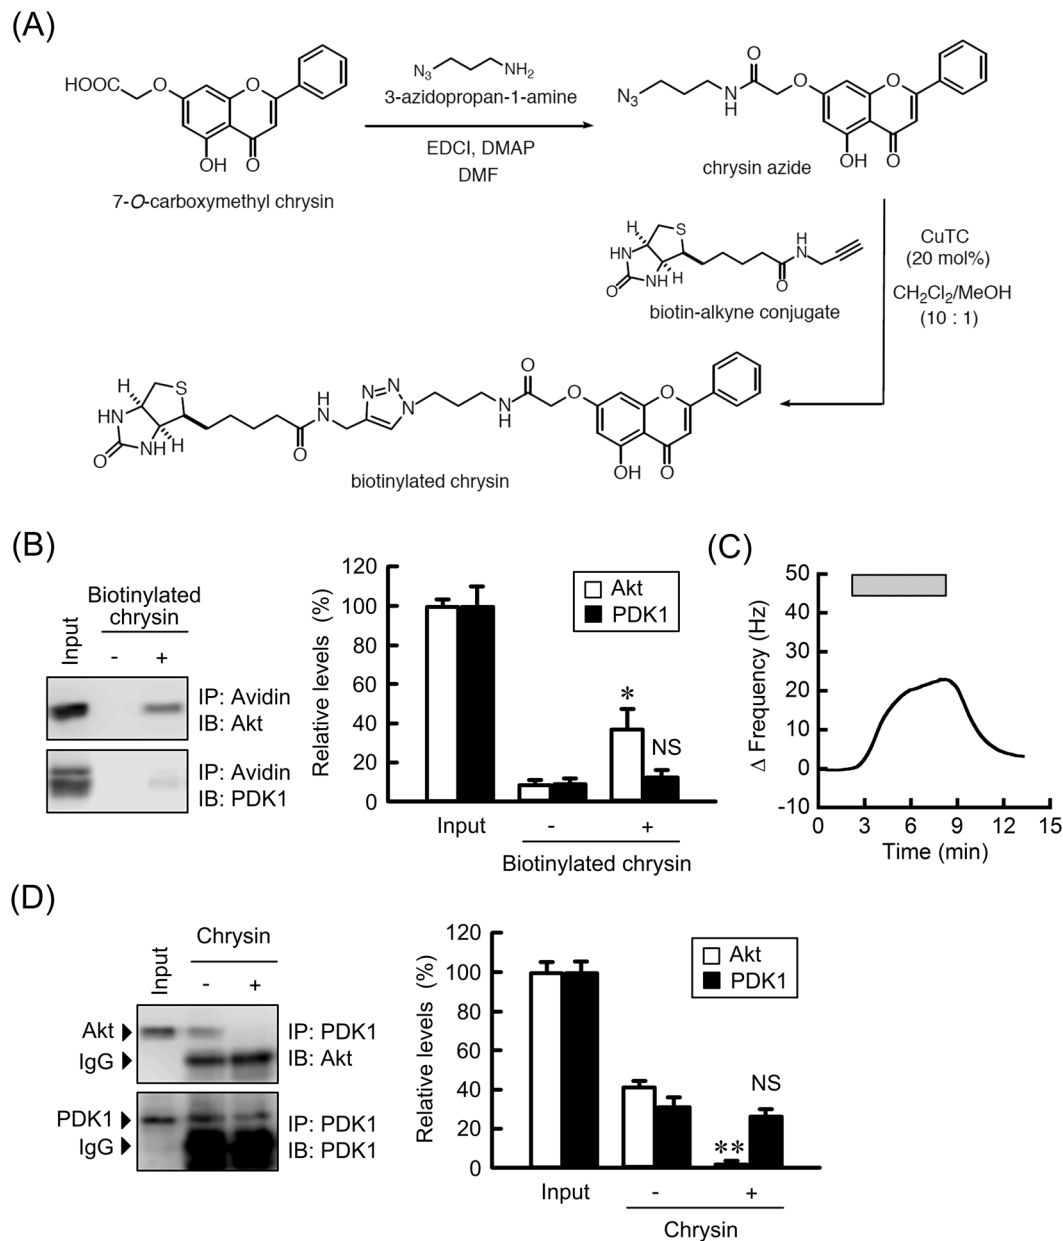 (A)
HOOC
O
O
OH
O
7-O-carboxymethyl chrysin
N3
NH2
3-azidopropan-1-amine
EDCI, DMAP
DMF
N3
N
H
O
O
O
OH
O
chrysin azide
H
S
HN
NH
H
O
O
H
N
biotin-alkyne conjugate
CuTC
(20 mol%)
CH2Cl2/MeOH
(10 : 1)
H
S
HN
NH
H
O
O
H
N
N
N
N
N
H
O
O
O
OH
O
biotinylated chrysin
(B)
Biotinylated
chrysin
Input
-
+
IP: Avidin
IB: Akt
IP: Avidin
IB: PDK1
Relative levels (%)
120
100
80
60
40
20
0
Akt
PDK1
*
NS
Input
-
+
Biotinylated chrysin
(C)
Δ Frequency (Hz)
50
40
30
20
10
0
-10
0 3 6 9 12 15
Time (min)
(D)
Chrysin
Input
-
+
Akt
IgG
IP: PDK1
IB: Akt
PDK1
IgG
IP: PDK1
IB: PDK1
Relative levels (%)
120
100
80
60
40
20
0
Akt
PDK1
**
NS
Input
-
+
Chrysin